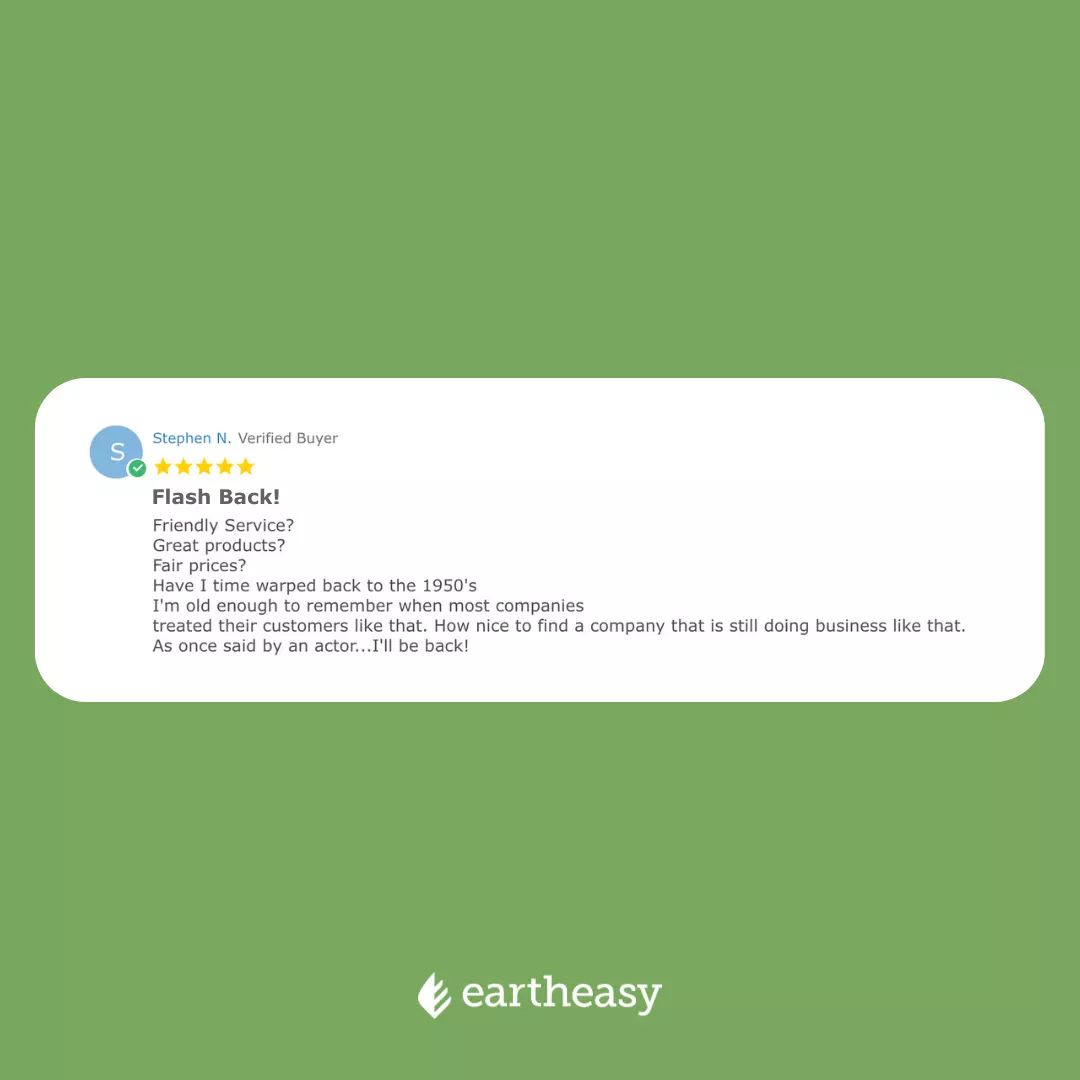 S
Stephen N. Verified Buyer
Flash Back!
Friendly Service?
Great products?
Fair prices?
Have I time warped back to the 1950's
I'm old enough to remember when most companies
treated their customers like that. How nice to find a company that is still doing business like that.
As once said by an actor...I'll be back!
eartheasy